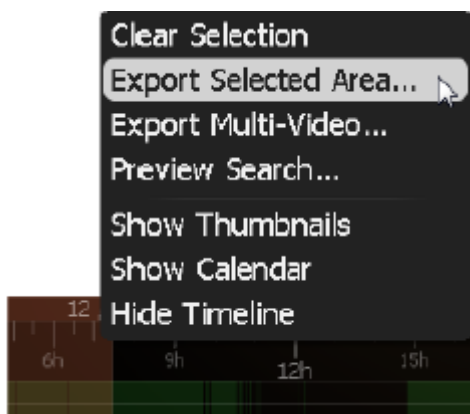 Clear Selection
Export Selected Area...
Export Multi-Video...
Preview Search...
Show Thumbnails
Show Calendar
Hide Timeline
12
6h 9h 12h 15h